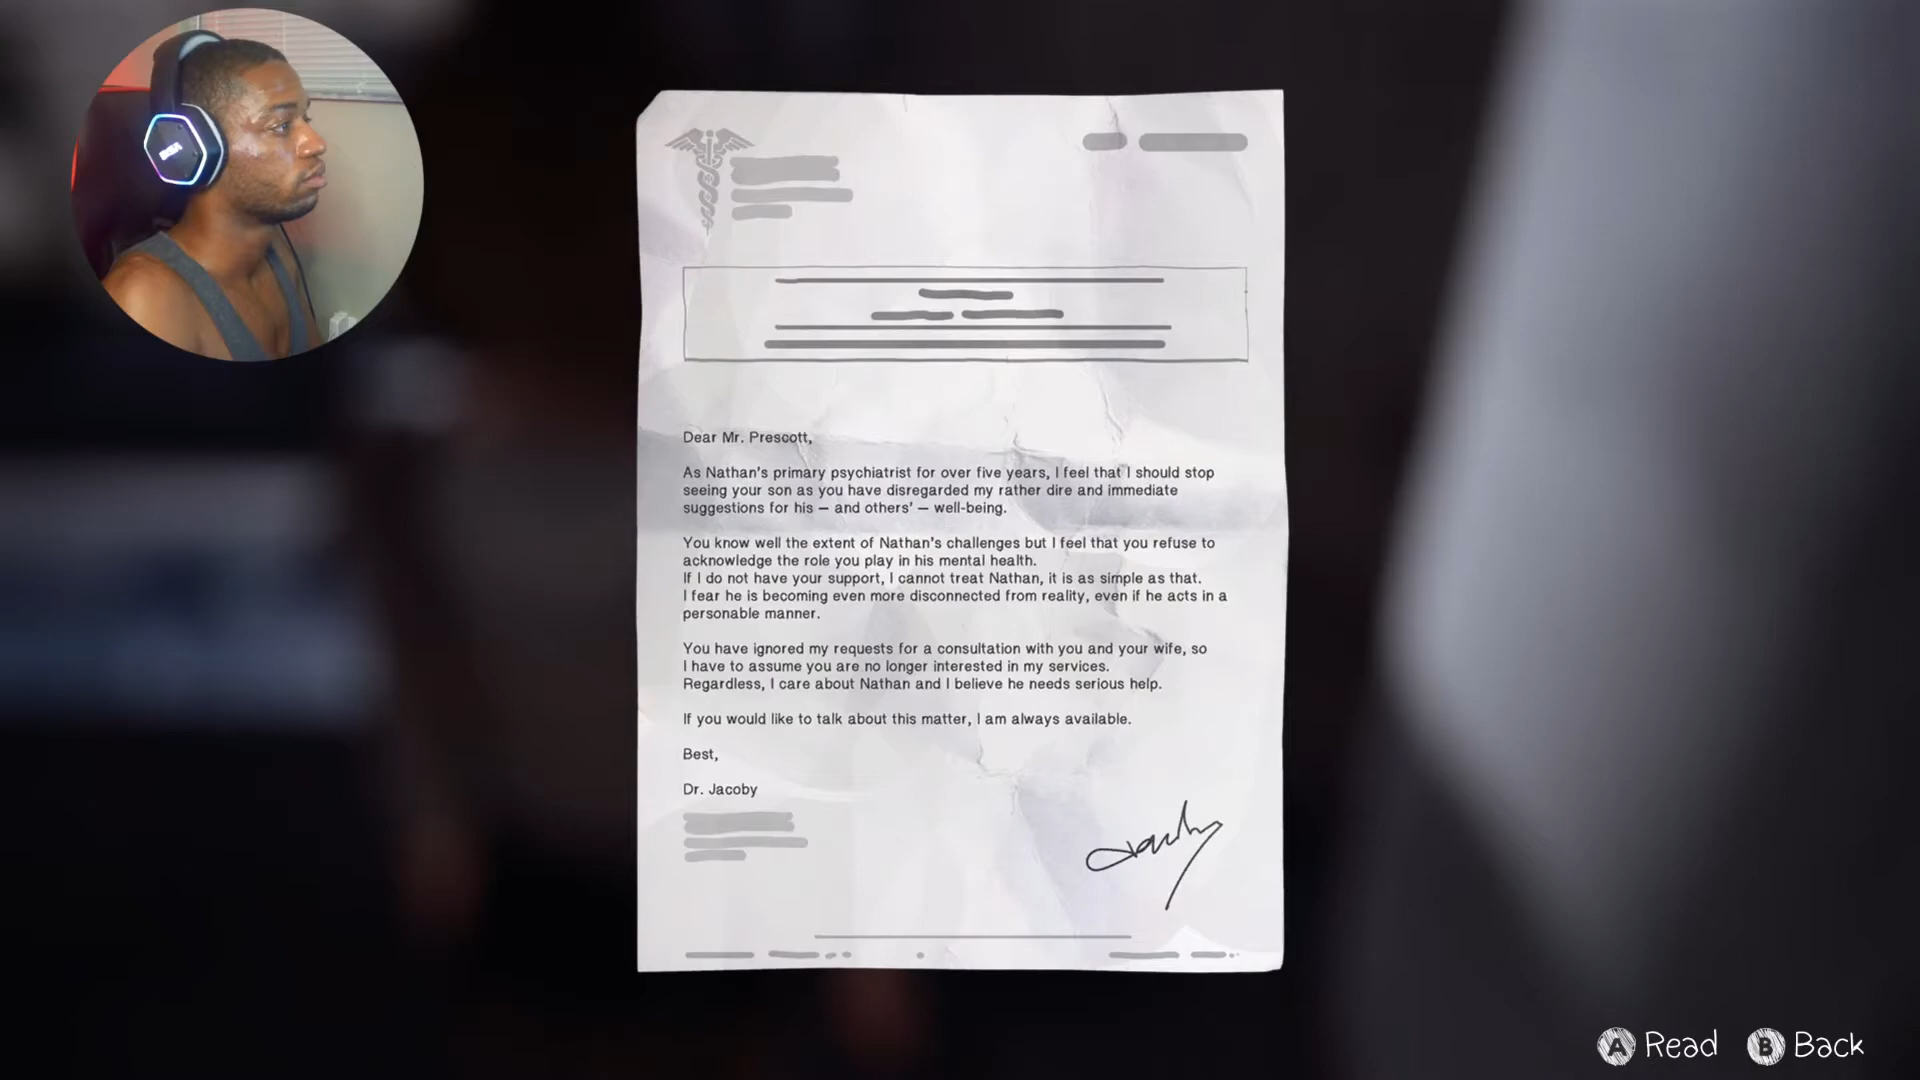 Dear Mr. Prescott,
As Nathan's primary psychiatrist for over five years, I feel that I should stop
seeing your son as you have disregarded my rather dire and immediate
suggestions for his – and others' – well-being.
You know well the extent of Nathan's challenges but I feel that you refuse to
acknowledge the role you play in his mental health.
If I do not have your support, I cannot treat Nathan, it is as simple as that.
I fear he is becoming even more disconnected from reality, even if he acts in a
personable manner.
You have ignored my requests for a consultation with you and your wife, so
I have to assume you are no longer interested in my services.
Regardless, I care about Nathan and I believe he needs serious help.
If you would like to talk about this matter, I am always available.
Best,
Dr. Jacoby
A Read B Back